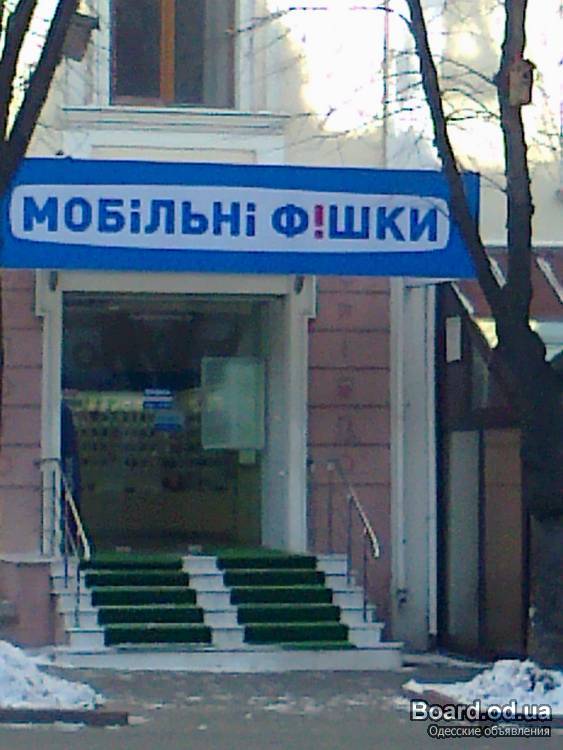 МОБіЛЬНі Ф!ШКИ
Board.od.ua
Одесские объявления